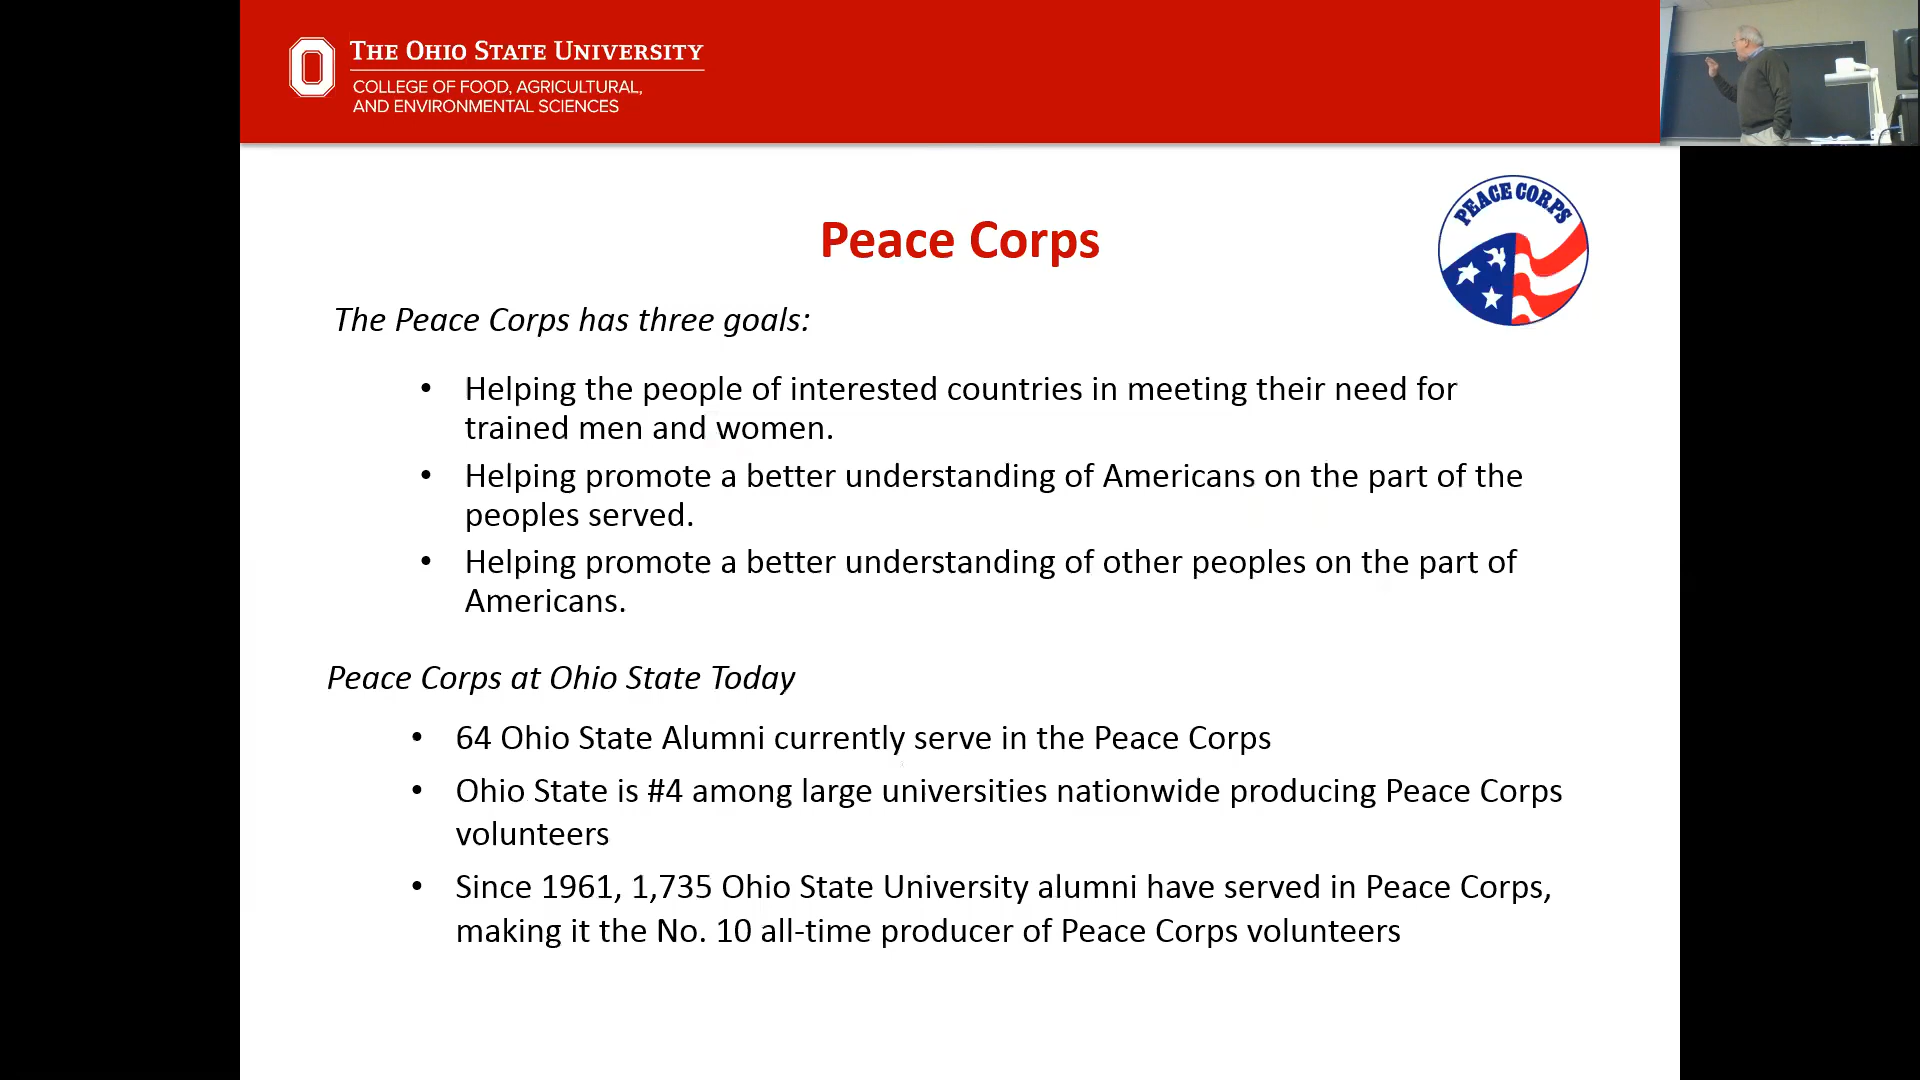 THE OHIO STATE UNIVERSITY
COLLEGE OF FOOD, AGRICULTURAL,
AND ENVIRONMENTAL SCIENCES
PEACE CORPS
Peace Corps
The Peace Corps has three goals:
• Helping the people of interested countries in meeting their need for
trained men and women.
• Helping promote a better understanding of Americans on the part of the
peoples served.
• Helping promote a better understanding of other peoples on the part of
Americans.
Peace Corps at Ohio State Today
• 64 Ohio State Alumni currently serve in the Peace Corps
• Ohio State is #4 among large universities nationwide producing Peace Corps
volunteers
• Since 1961, 1,735 Ohio State University alumni have served in Peace Corps,
making it the No. 10 all-time producer of Peace Corps volunteers